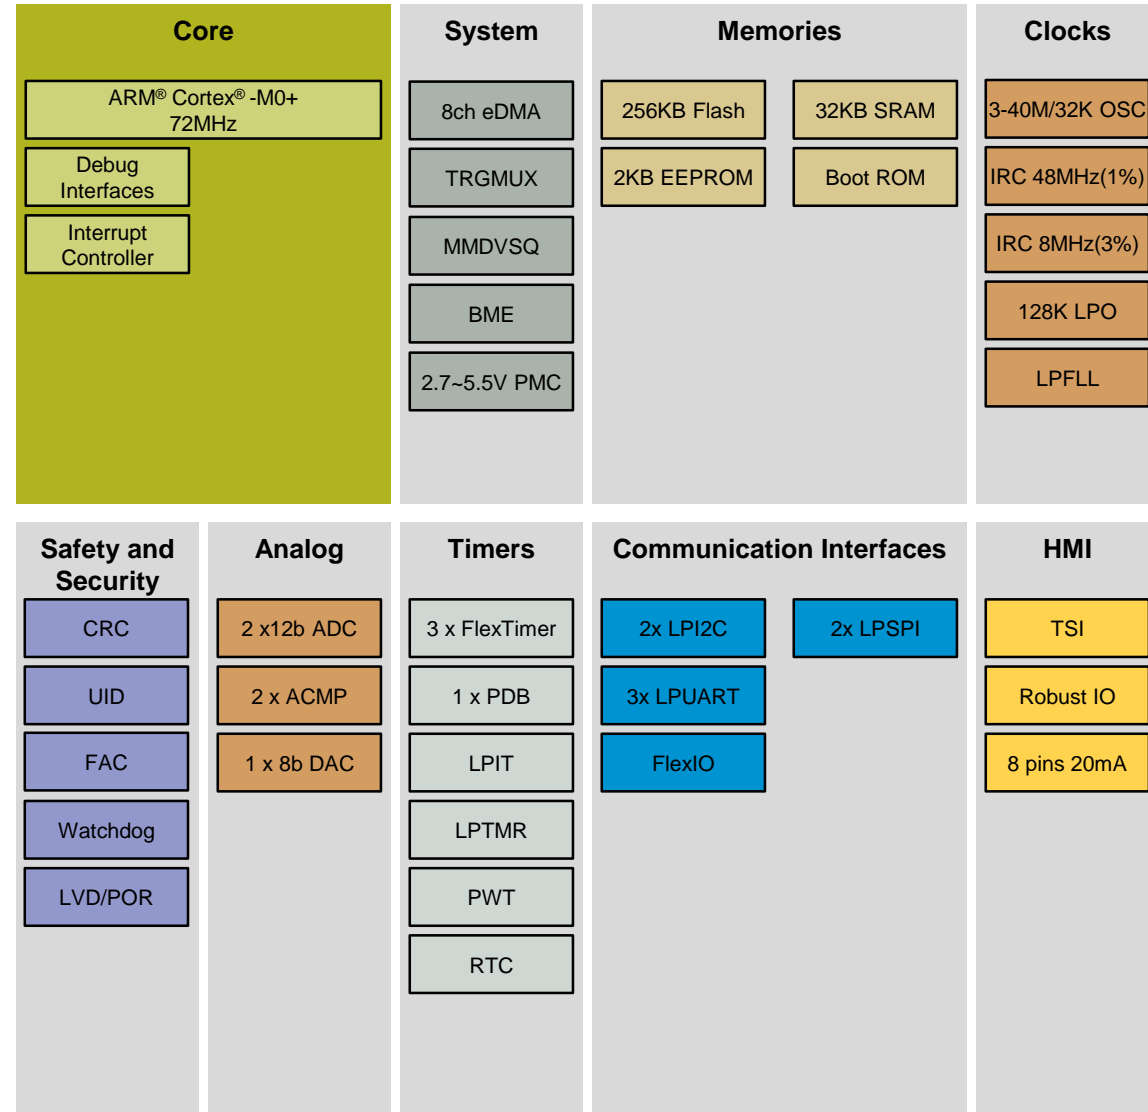 Core
ARM® Cortex® -M0+
72MHz
Debug
Interfaces
Interrupt
Controller
System
8ch eDMA
TRGMUX
MMDVSQ
BME
2.7~5.5V PMC
Memories
256KB Flash
32KB SRAM
2KB EEPROM
Boot ROM
Clocks
3-40M/32K OSC
IRC 48MHz(1%)
IRC 8MHz(3%)
128K LPO
LPFLL
Safety and
Security
CRC
UID
FAC
Watchdog
LVD/POR
Analog
2 x12b ADC
2 x ACMP
1 x 8b DAC
Timers
3 x FlexTimer
1 x PDB
LPIT
LPTMR
PWT
RTC
Communication Interfaces
2x LPI2C
2x LPSPI
3x LPUART
FlexIO
HMI
TSI
Robust IO
8 pins 20mA